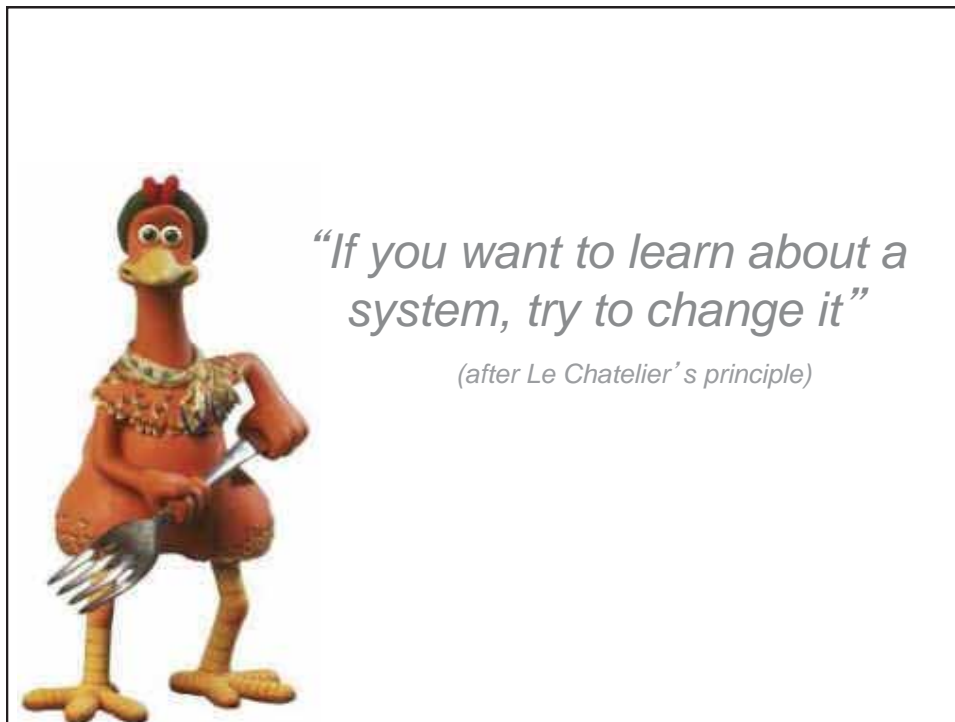 “If you want to learn about a
system, try to change it”
(after Le Chatelier’s principle)